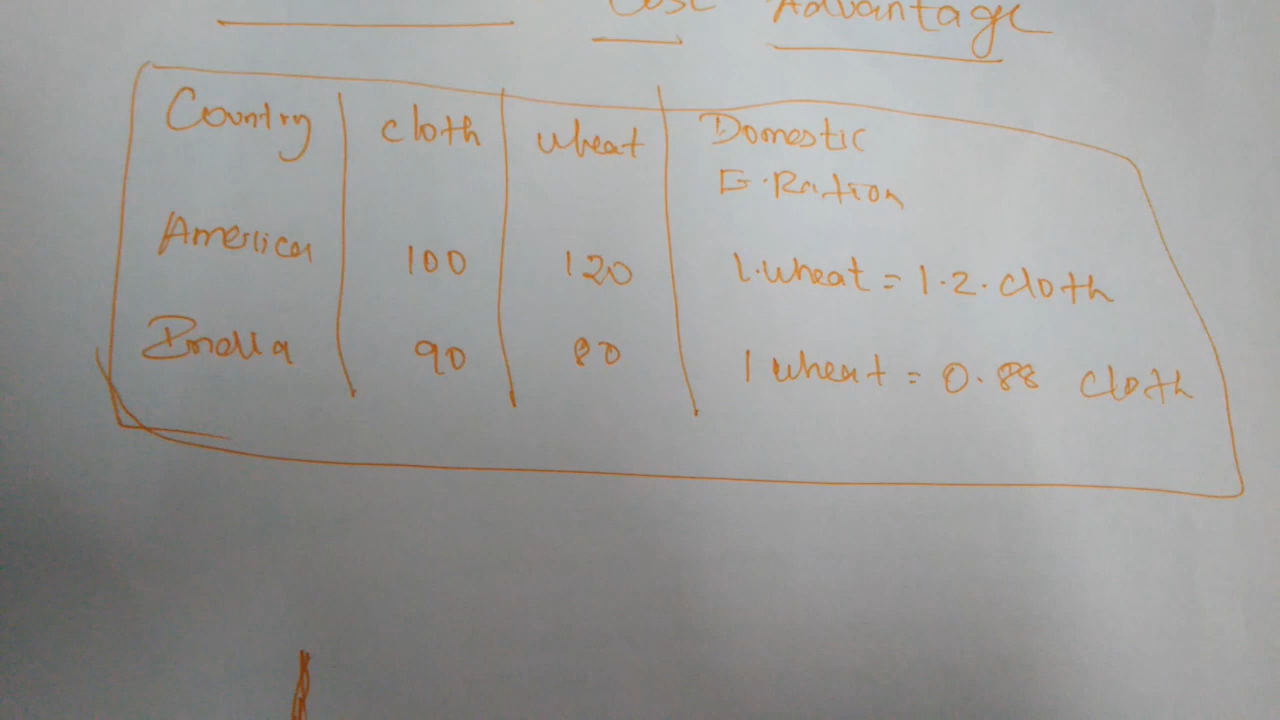 Cost Advantage
Country cloth wheat Domestic
E.Ration
America 100 120 1.wheat = 1.2.cloth
India 90 80 1 wheat = 0.88 cloth